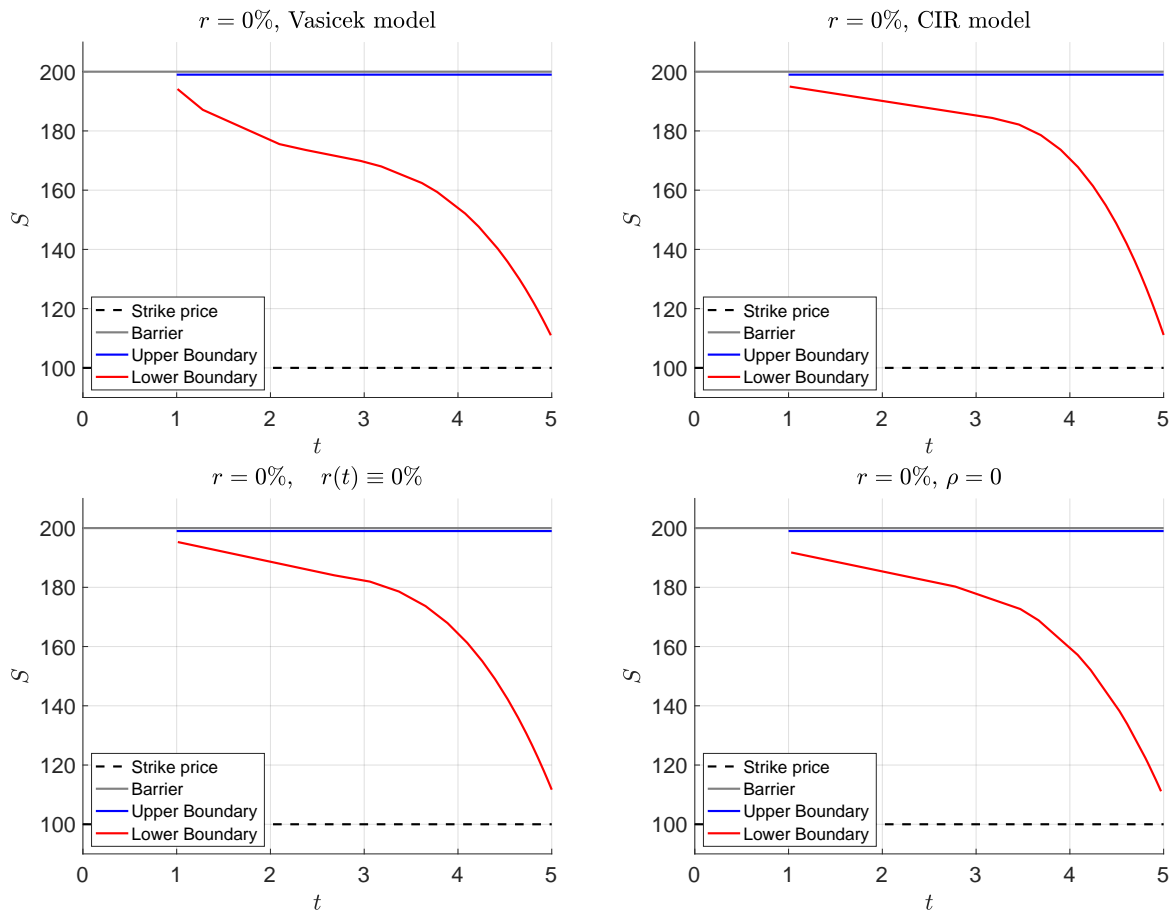 r = 0%, Vasicek model
200
180
160
140
120
100
S
Strike price
Barrier
Upper Boundary
Lower Boundary
0 1 2 3 4 5
t
r = 0%, CIR model
200
180
160
140
120
100
S
Strike price
Barrier
Upper Boundary
Lower Boundary
0 1 2 3 4 5
t
r = 0%, r(t) ≡ 0%
200
180
160
140
120
100
S
Strike price
Barrier
Upper Boundary
Lower Boundary
0 1 2 3 4 5
t
r = 0%, ρ = 0
200
180
160
140
120
100
S
Strike price
Barrier
Upper Boundary
Lower Boundary
0 1 2 3 4 5
t